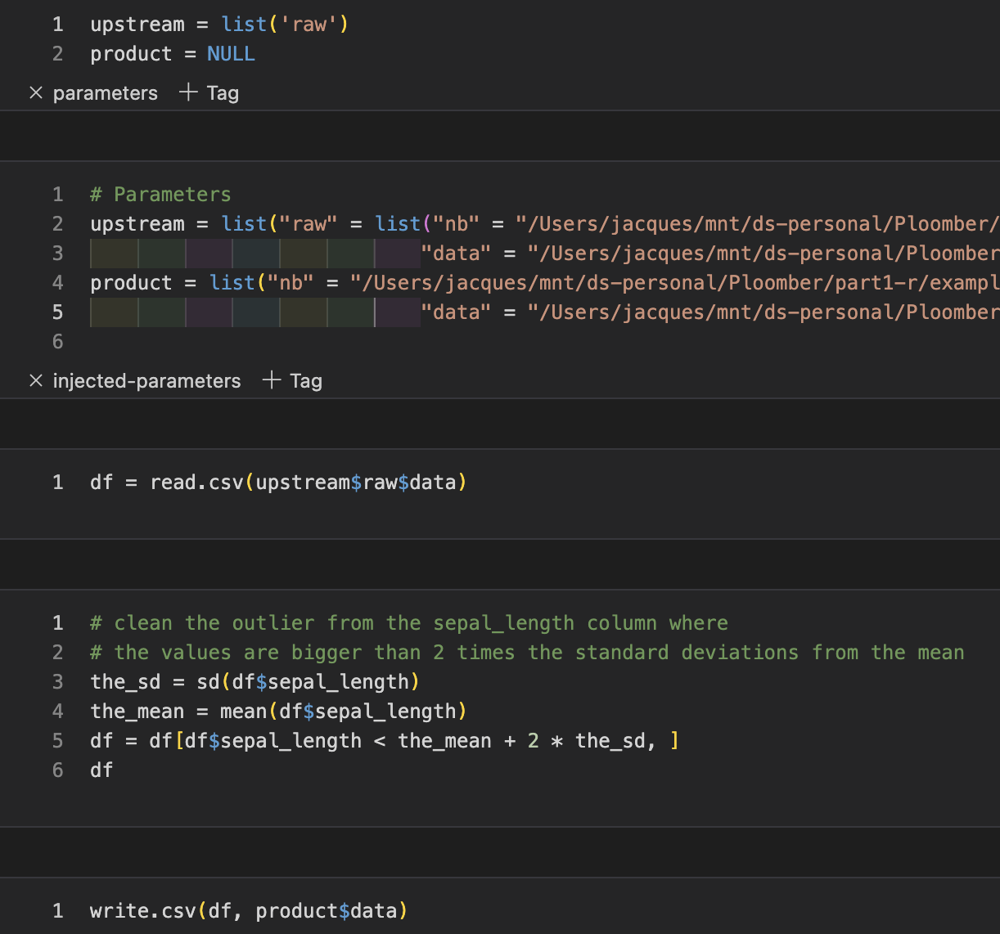 1 upstream = list('raw')
2 product = NULL
× parameters + Tag
1 # Parameters
2 upstream = list("raw" = list("nb" = "/Users/jacques/mnt/ds-personal/Ploomber/
3 "data" = "/Users/jacques/mnt/ds-personal/Ploomber
4 product = list("nb" = "/Users/jacques/mnt/ds-personal/Ploomber/part1-r/exampl
5 "data" = "/Users/jacques/mnt/ds-personal/Ploomber
6
× injected-parameters + Tag
1 df = read.csv(upstream$raw$data)
1 # clean the outlier from the sepal_length column where
2 # the values are bigger than 2 times the standard deviations from the mean
3 the_sd = sd(df$sepal_length)
4 the_mean = mean(df$sepal_length)
5 df = df[df$sepal_length < the_mean + 2 * the_sd, ]
6 df
1 write.csv(df, product$data)